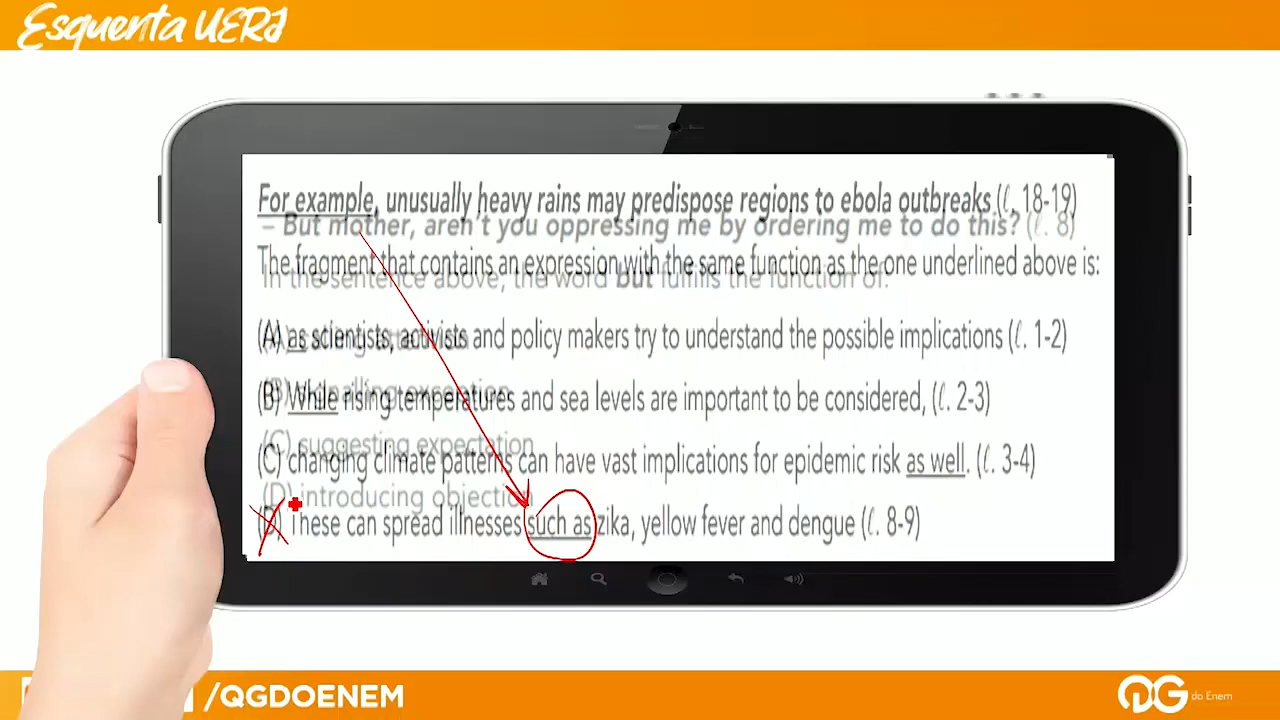 Esquenta UERJ
For example, unusually heavy rains may predispose regions to ebola outbreaks (ℓ. 18-19)
– But mother, aren't you oppressing me by ordering me to do this? (ℓ. 8)
The fragment that contains an expression with the same function as the one underlined above is:
In the sentence above, the word but fulfills the function of:
(A) as scientists, activists and policy makers try to understand the possible implications (ℓ. 1-2)
(B) While rising temperatures and sea levels are important to be considered, (ℓ. 2-3)
(B) signalling exception
(C) suggesting expectation
(C) changing climate patterns can have vast implications for epidemic risk as well. (ℓ. 3-4)
(D) introducing objection
(D) These can spread illnesses such as zika, yellow fever and dengue (ℓ. 8-9)
/QGDOENEM
QG do Enem